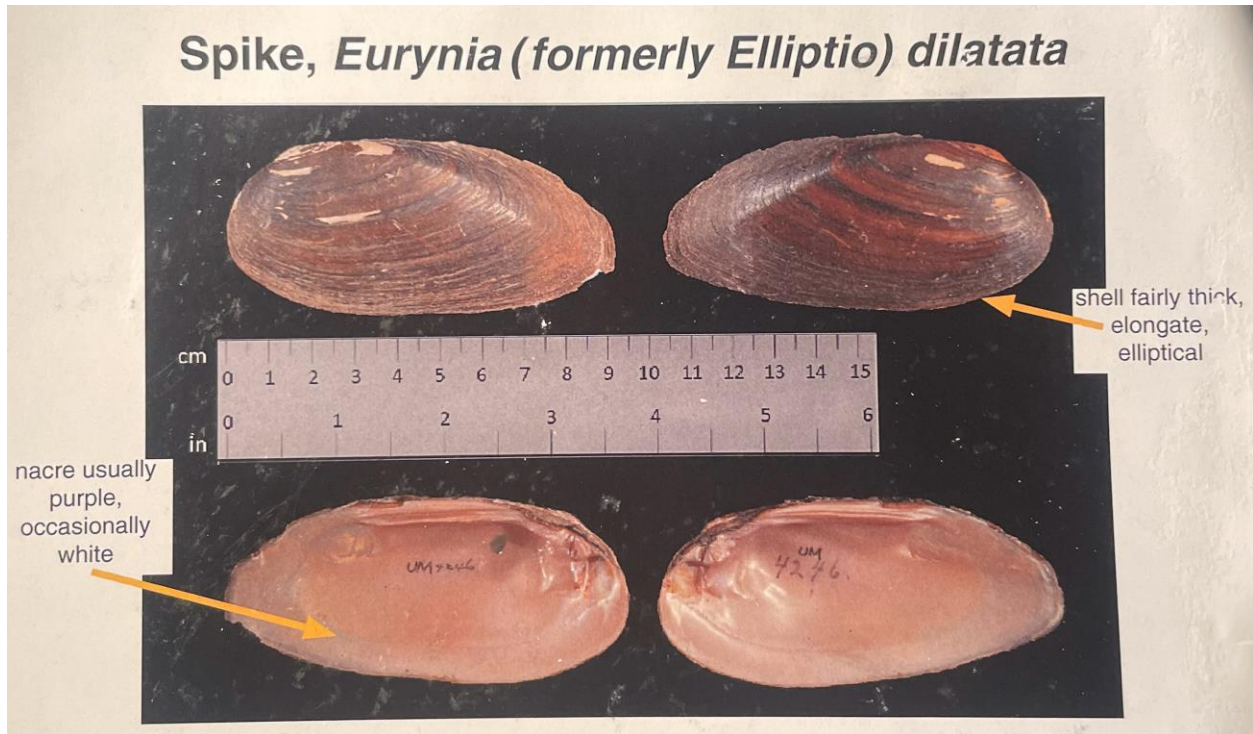 Spike, Eurynia (formerly Elliptio) dilatata
shell fairly thick,
elongate,
elliptical
cm
0 1 2 3 4 5 6 7 8 9 10 11 12 13 14 15
0 1 2 3 4 5 6
in
nacre usually
purple,
occasionally
white
UM
4246.